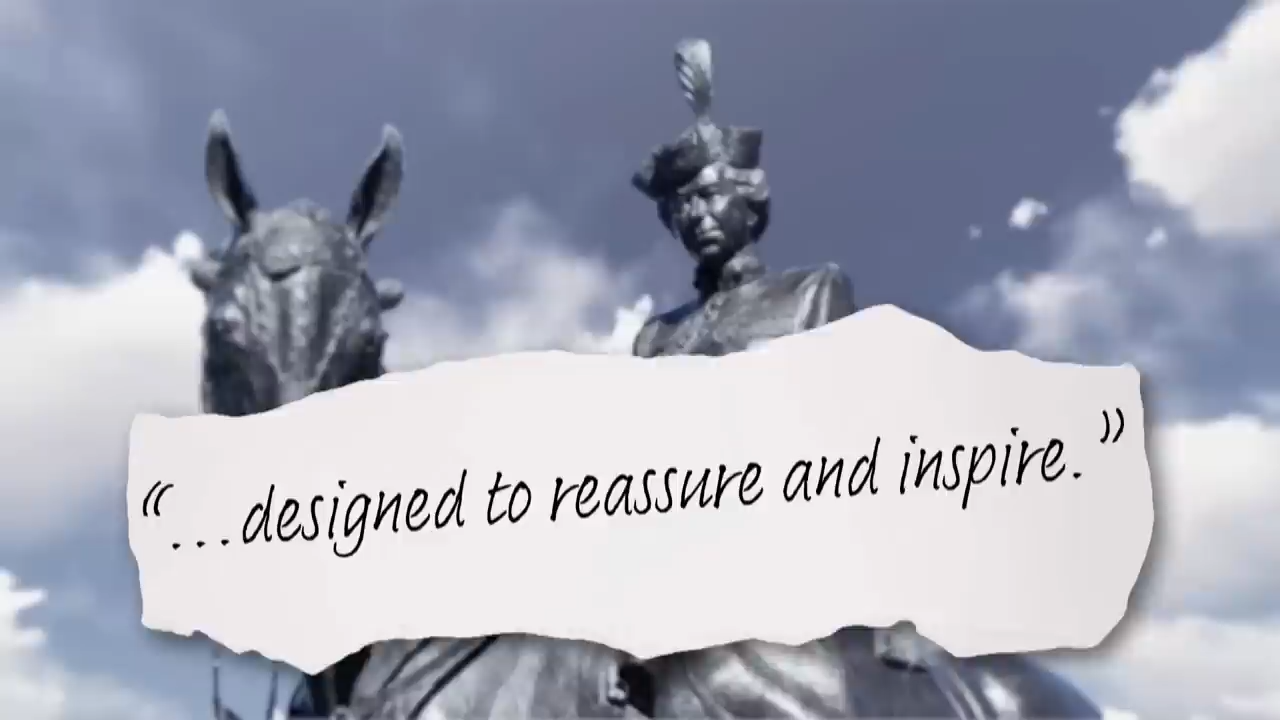 “...designed to reassure and inspire.”